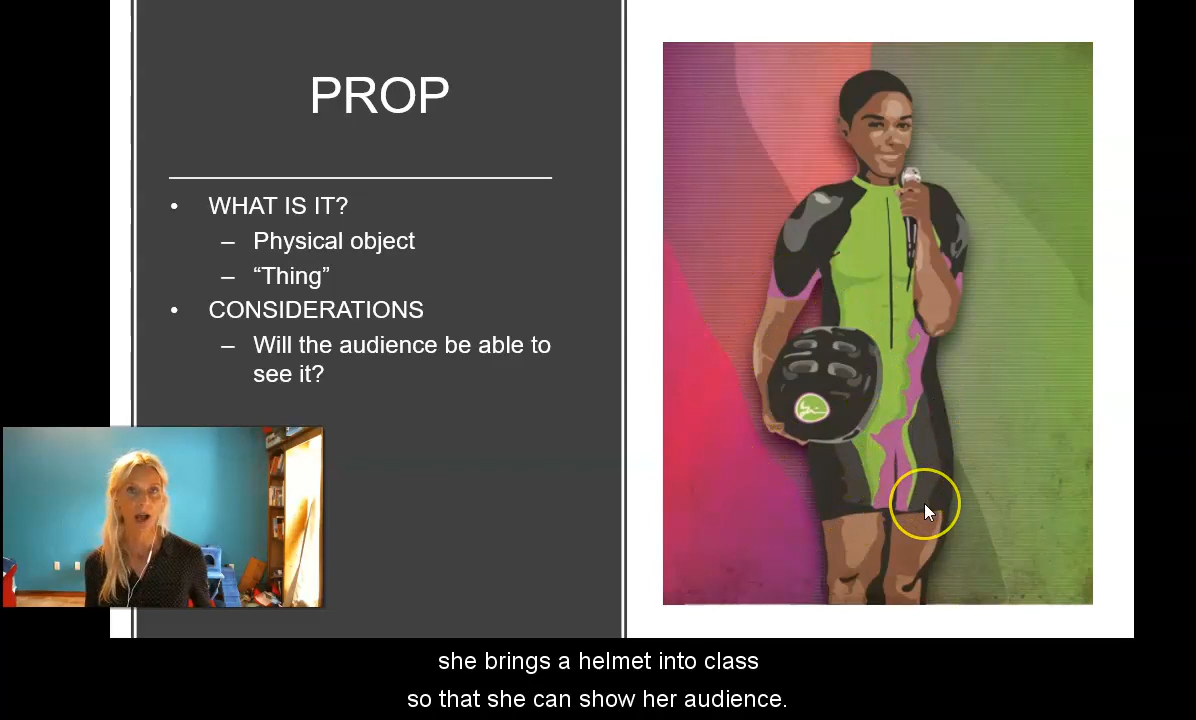 PROP
• WHAT IS IT?
– Physical object
– “Thing”
• CONSIDERATIONS
– Will the audience be able to
see it?
she brings a helmet into class
so that she can show her audience.